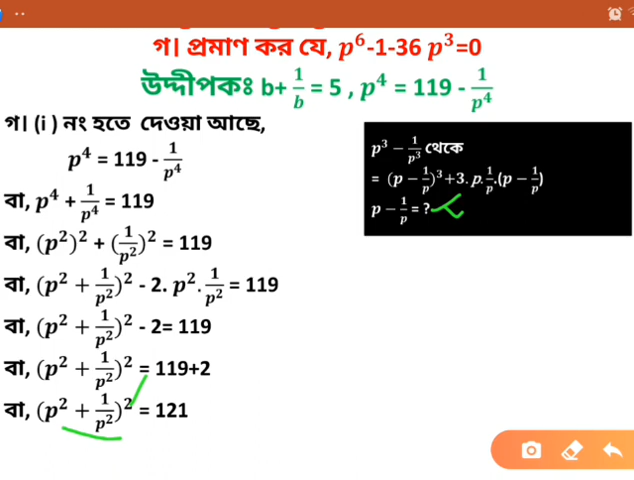 গ। প্রমাণ কর যে, p⁶-1-36 p³=0
উদ্দীপকঃ b+ 1/b = 5 , p⁴ = 119 - 1/p⁴
গ। (i ) নং হতে দেওয়া আছে,
p⁴ = 119 - 1/p⁴
বা, p⁴ + 1/p⁴ = 119
বা, (p²)² + (1/p²)² = 119
বা, (p² + 1/p²)² - 2. p². 1/p² = 119
বা, (p² + 1/p²)² - 2= 119
বা, (p² + 1/p²)² = 119+2
বা, (p² + 1/p²)² = 121
p³ − 1/p³ থেকে
= (p − 1/p)³+3. p.1/p.(p − 1/p)
p − 1/p = ?